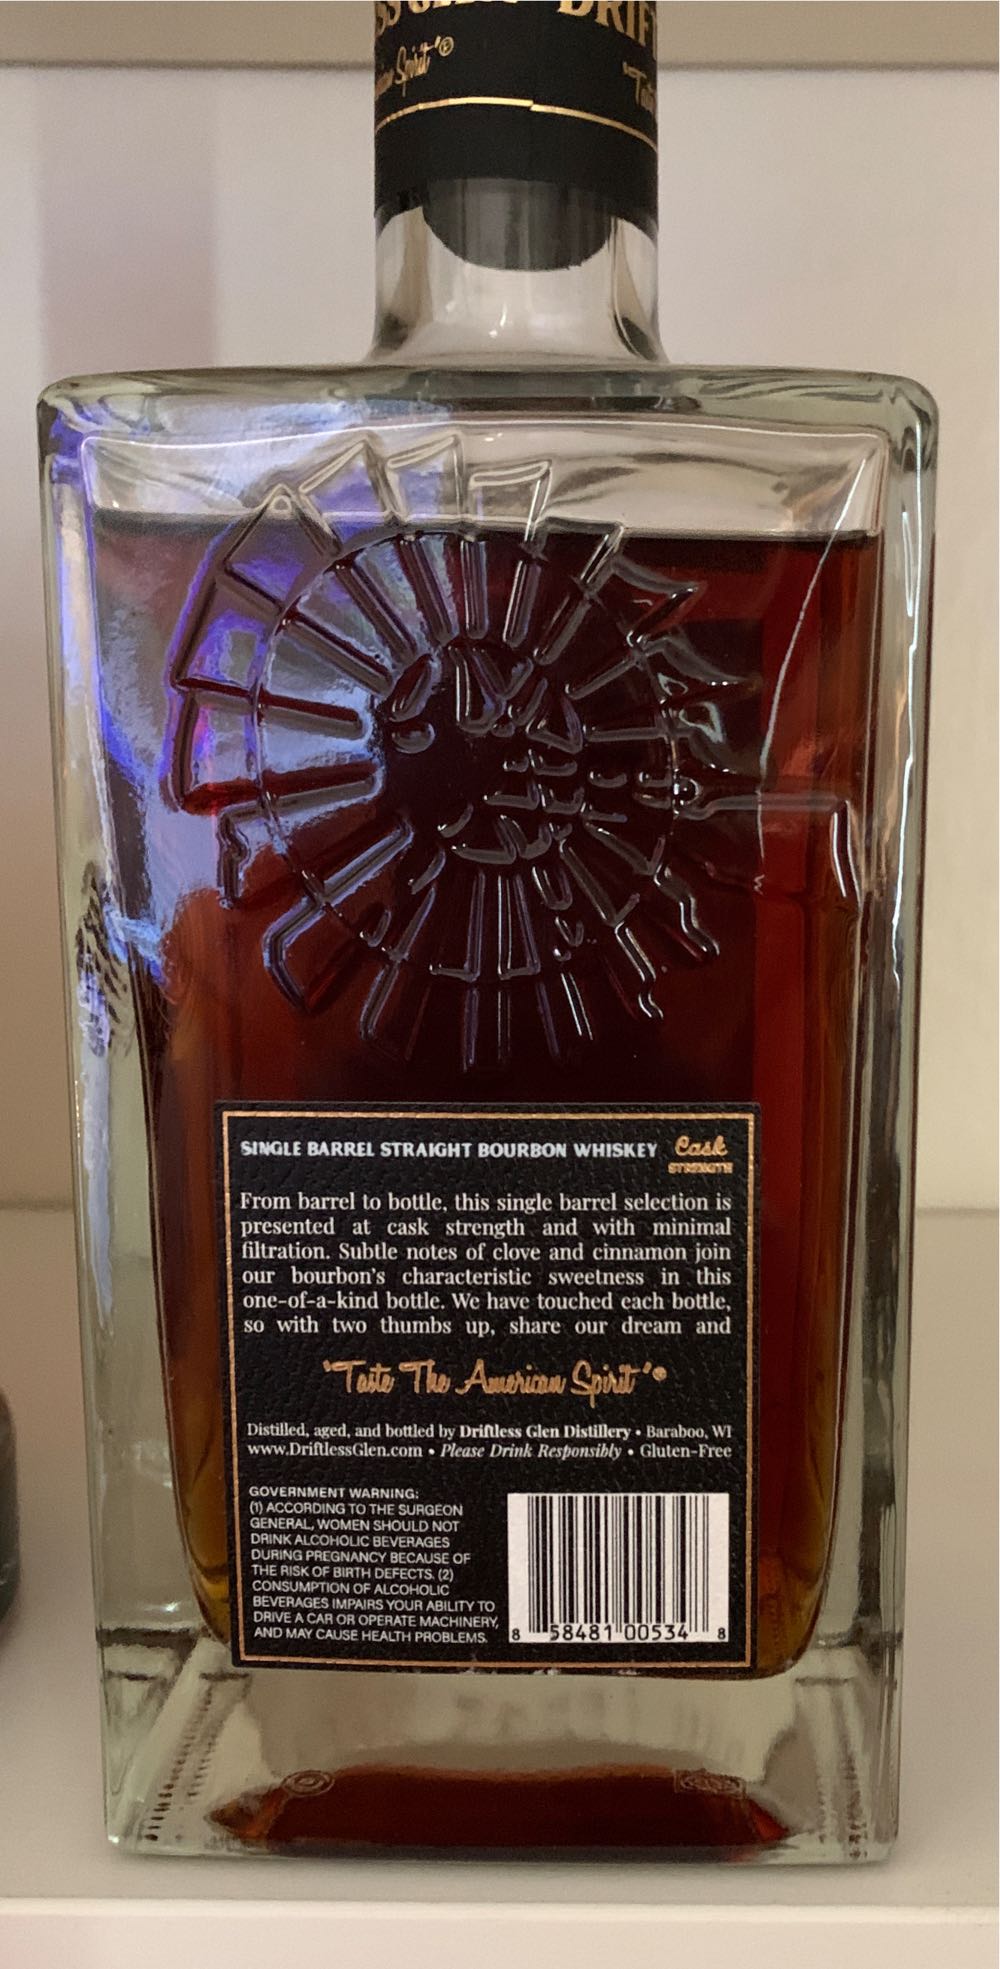 DRIF
Spirit"®
SINGLE BARREL STRAIGHT BOURBON WHISKEY Cask
STRENGTH
From barrel to bottle, this single barrel selection is
presented at cask strength and with minimal
filtration. Subtle notes of clove and cinnamon join
our bourbon's characteristic sweetness in this
one-of-a-kind bottle. We have touched each bottle,
so with two thumbs up, share our dream and
"Taste The American Spirit"®
Distilled, aged, and bottled by Driftless Glen Distillery • Baraboo, WI
www.DriftlessGlen.com • Please Drink Responsibly • Gluten-Free
GOVERNMENT WARNING:
(1) ACCORDING TO THE SURGEON
GENERAL, WOMEN SHOULD NOT
DRINK ALCOHOLIC BEVERAGES
DURING PREGNANCY BECAUSE OF
THE RISK OF BIRTH DEFECTS. (2)
CONSUMPTION OF ALCOHOLIC
BEVERAGES IMPAIRS YOUR ABILITY TO
DRIVE A CAR OR OPERATE MACHINERY,
AND MAY CAUSE HEALTH PROBLEMS.
8 58481 00534 8